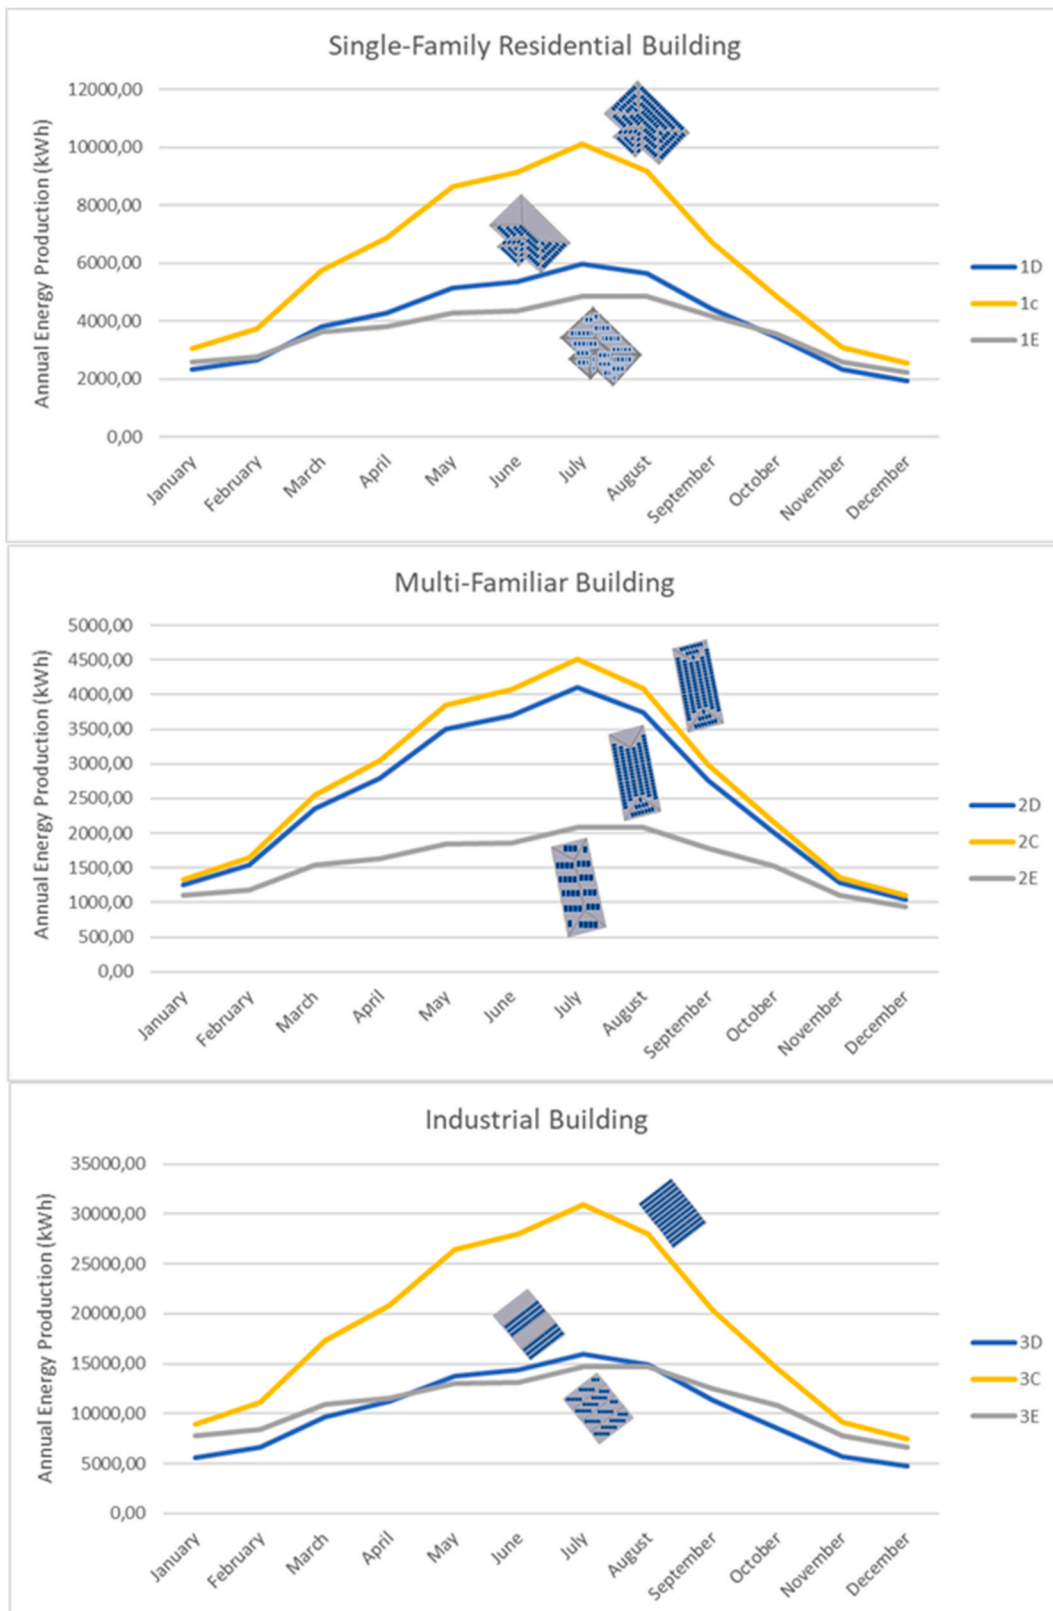 Single-Family Residential Building
Annual Energy Production (kWh)
12000,00
10000,00
8000,00
6000,00
4000,00
2000,00
0,00
January
February
March
April
May
June
July
August
September
October
November
December
1D
1c
1E
Multi-Familiar Building
Annual Energy Production (kWh)
5000,00
4500,00
4000,00
3500,00
3000,00
2500,00
2000,00
1500,00
1000,00
500,00
0,00
January
February
March
April
May
June
July
August
September
October
November
December
2D
2C
2E
Industrial Building
Annual Energy Production (kWh)
35000,00
30000,00
25000,00
20000,00
15000,00
10000,00
5000,00
0,00
January
February
March
April
May
June
July
August
September
October
November
December
3D
3C
3E